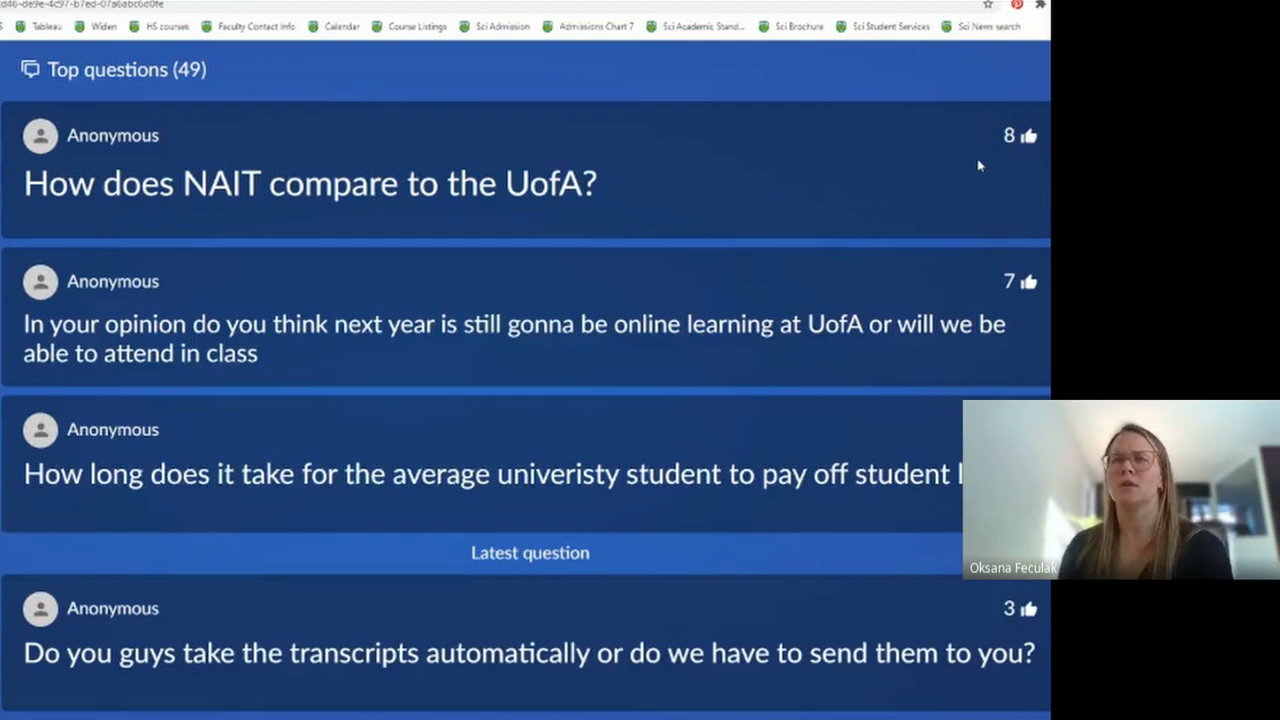 Tableau Widen HS courses Faculty Contact Info Calendar Course Listings Sci Admission Admissions Chart 7 Sci Academic Stand... Sci Brochure Sci Student Services Sci News search
Top questions (49)
Anonymous 8
How does NAIT compare to the UofA?
Anonymous 7
In your opinion do you think next year is still gonna be online learning at UofA or will we be
able to attend in class
Anonymous
How long does it take for the average univeristy student to pay off student
Oksana Feculak
Latest question
Anonymous 3
Do you guys take the transcripts automatically or do we have to send them to you?